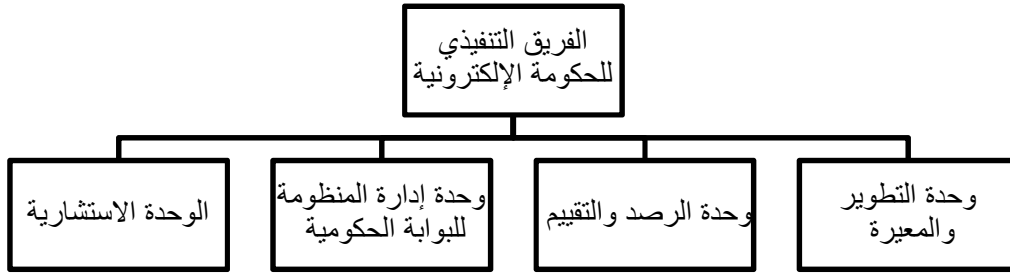 الفريق التنفيذي
للحكومة الإلكترونية
وحدة التطوير
والمعيرة
وحدة الرصد والتقييم
وحدة إدارة المنظومة
للبوابة الحكومية
الوحدة الاستشارية